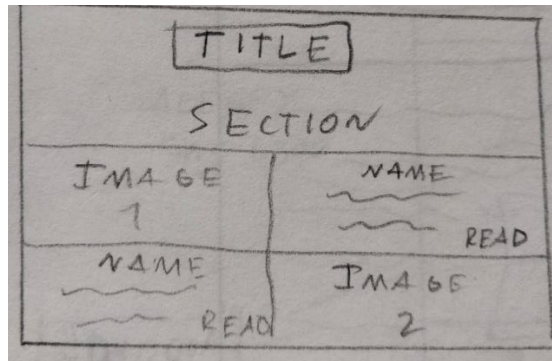 TITLE
SECTION
IMAGE
1
NAME
READ
NAME
READ
IMAGE
2